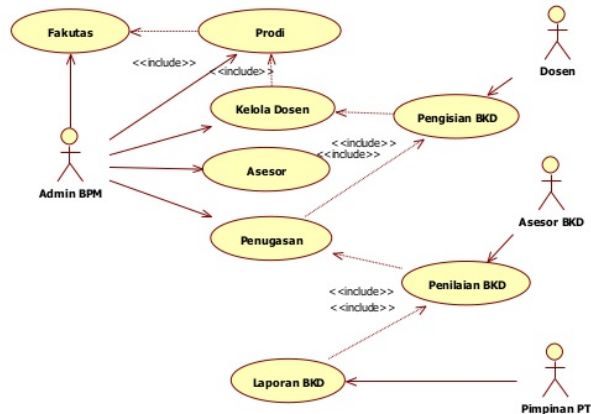 Fakutas
Prodi
<<include>>
<<include>>
Dosen
Kelola Dosen
Pengisian BKD
<<include>>
<<include>>
Admin BPM
Asesor
Asesor BKD
Penugasan
Penilaian BKD
<<include>>
<<include>>
Laporan BKD
Pimpinan PT